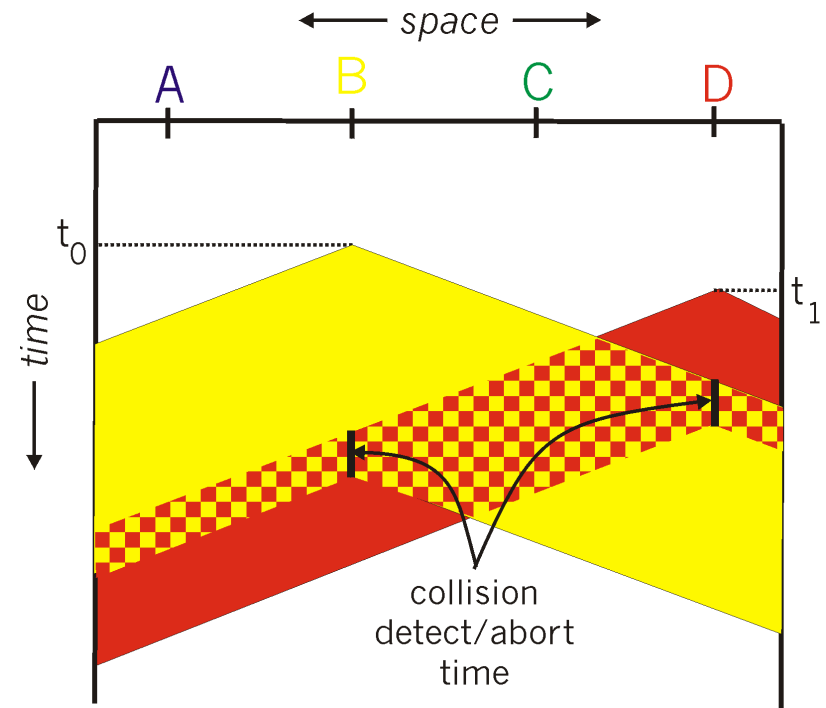 space
A B C D
t0
t1
time
collision
detect/abort
time